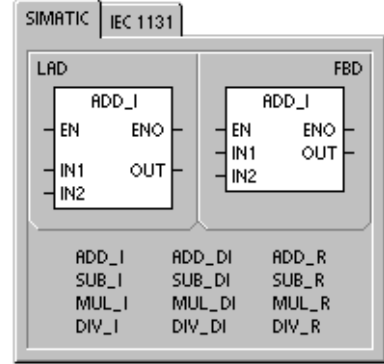 SIMATIC IEC 1131
LAD FBD
ADD_I ADD_I
EN ENO EN ENO
IN1 OUT IN1 OUT
IN2 IN2
ADD_I ADD_DI ADD_R
SUB_I SUB_DI SUB_R
MUL_I MUL_DI MUL_R
DIV_I DIV_DI DIV_R